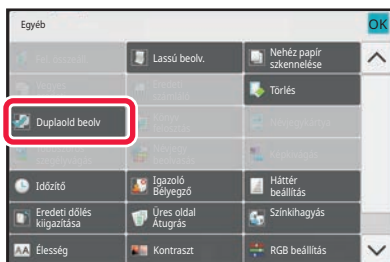 Egyéb
OK
Lassú beolv.
Nehéz papír
szkennelése
Törlés
Duplaold beolv
Időzítő
Igazoló
Bélyegző
Háttér
beállítás
Eredeti dőlés
kiigazítása
Üres oldal
Átugrás
Színkihagyás
AA
Élesség
Kontraszt
RGB beállítás